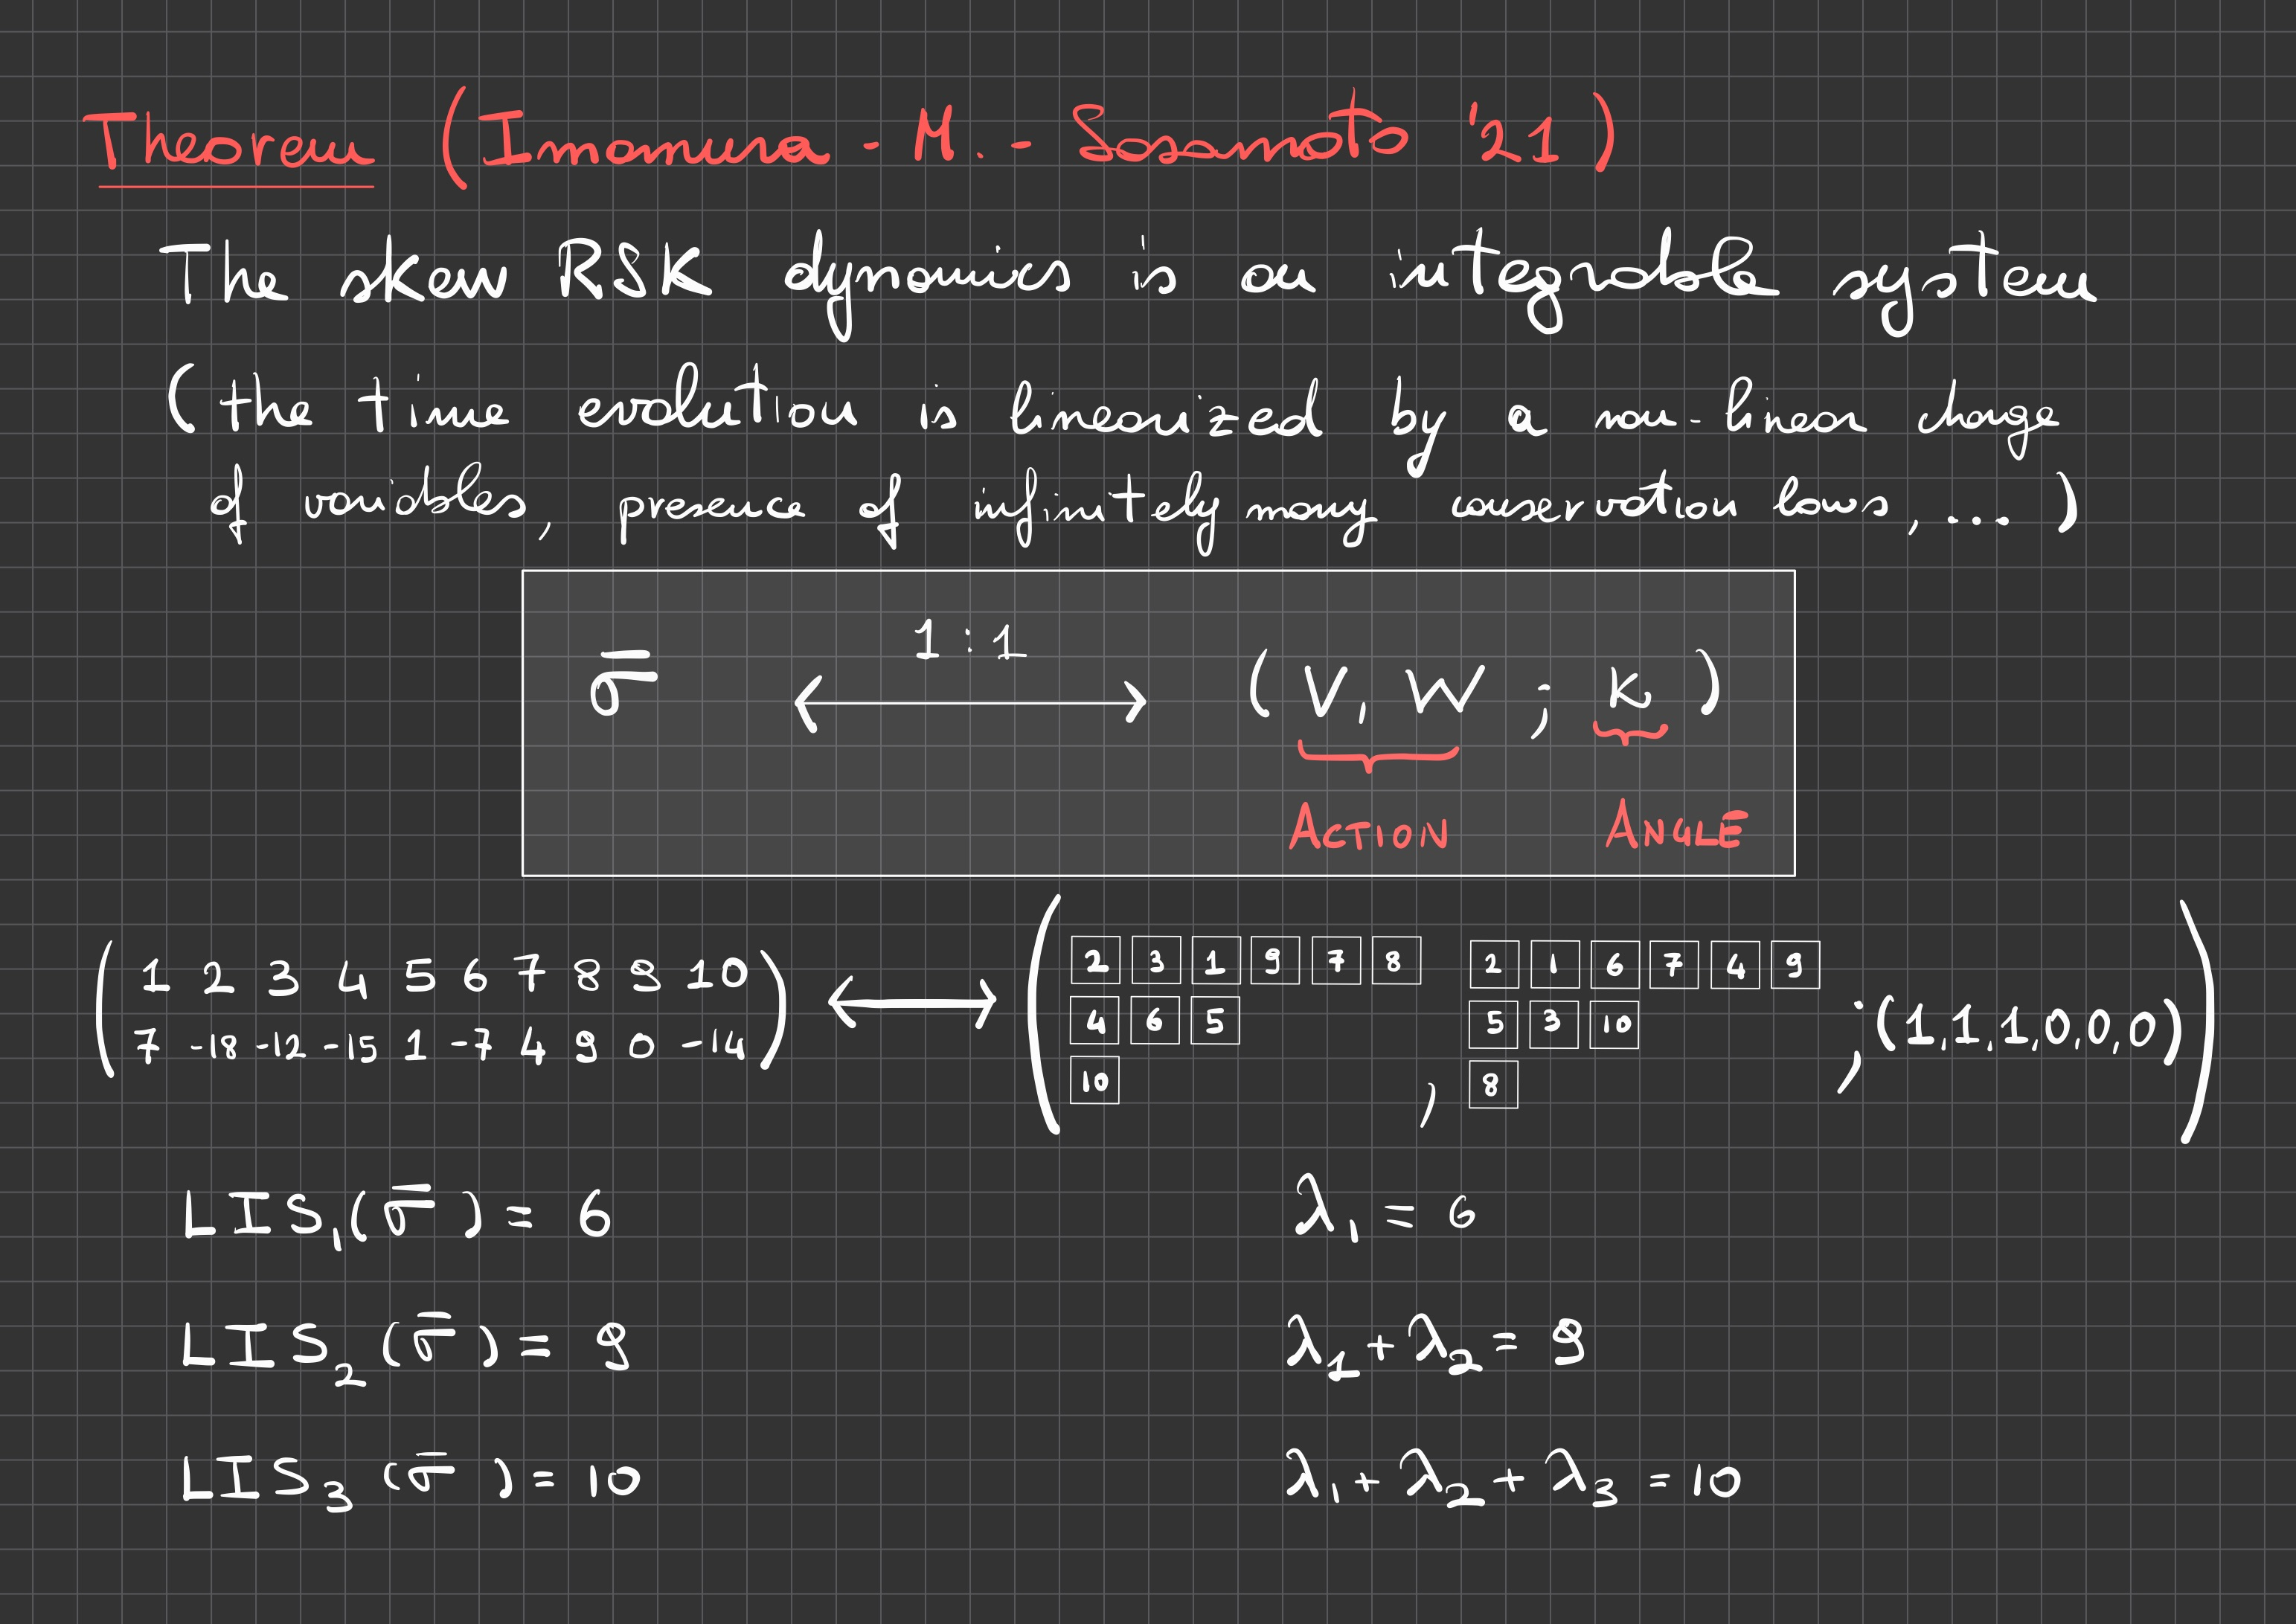 Theorem (Imamura - M. - Sasamoto '21)
The skew RSK dynamics is an integrable system
(the time evolution is linearized by a non-linear change
of variables, presence of infinitely many conservation laws, ... )
1:1
σ̅ ⟷ (V, W ; κ)
ACTION ANGLE
( 1 2 3 4 5 6 7 8 9 10 )
( 7 -18 -12 -15 1 -7 4 9 0 -14 )
⟷
2 3 1 9 7 8
4 6 5
10
,
2 1 6 7 4 9
5 3 10
8
; (1,1,1,0,0,0)
LIS₁(σ̅) = 6 λ₁ = 6
LIS₂(σ̅) = 9 λ₁ + λ₂ = 9
LIS₃(σ̅) = 10 λ₁ + λ₂ + λ₃ = 10